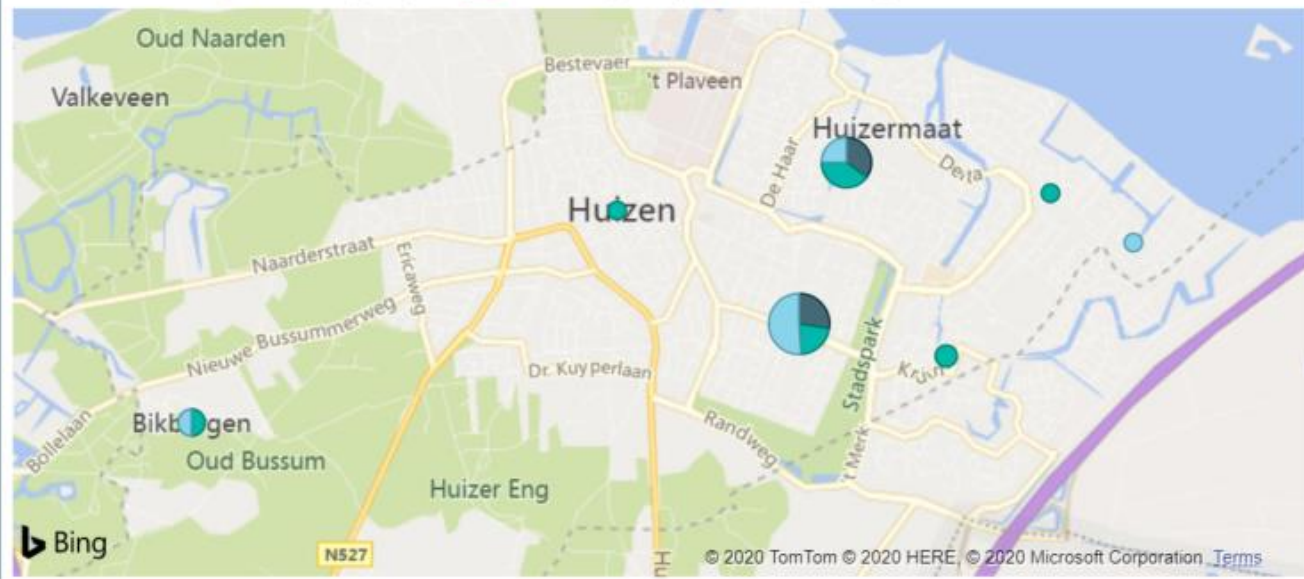 Oud Naarden
Valkeveen
Bestevaer
't Plaveen
Huizermaat
De Haar
Delta
Huizen
Naarderstraat
Ericaweg
Nieuwe Bussummerweg
Dr. Kuyperlaan
Stadspark
Randweg
't Merk
Bollelaan
Oud Bussum
Huizer Eng
N527
Hu
Bing
© 2020 TomTom © 2020 HERE, © 2020 Microsoft Corporation Terms